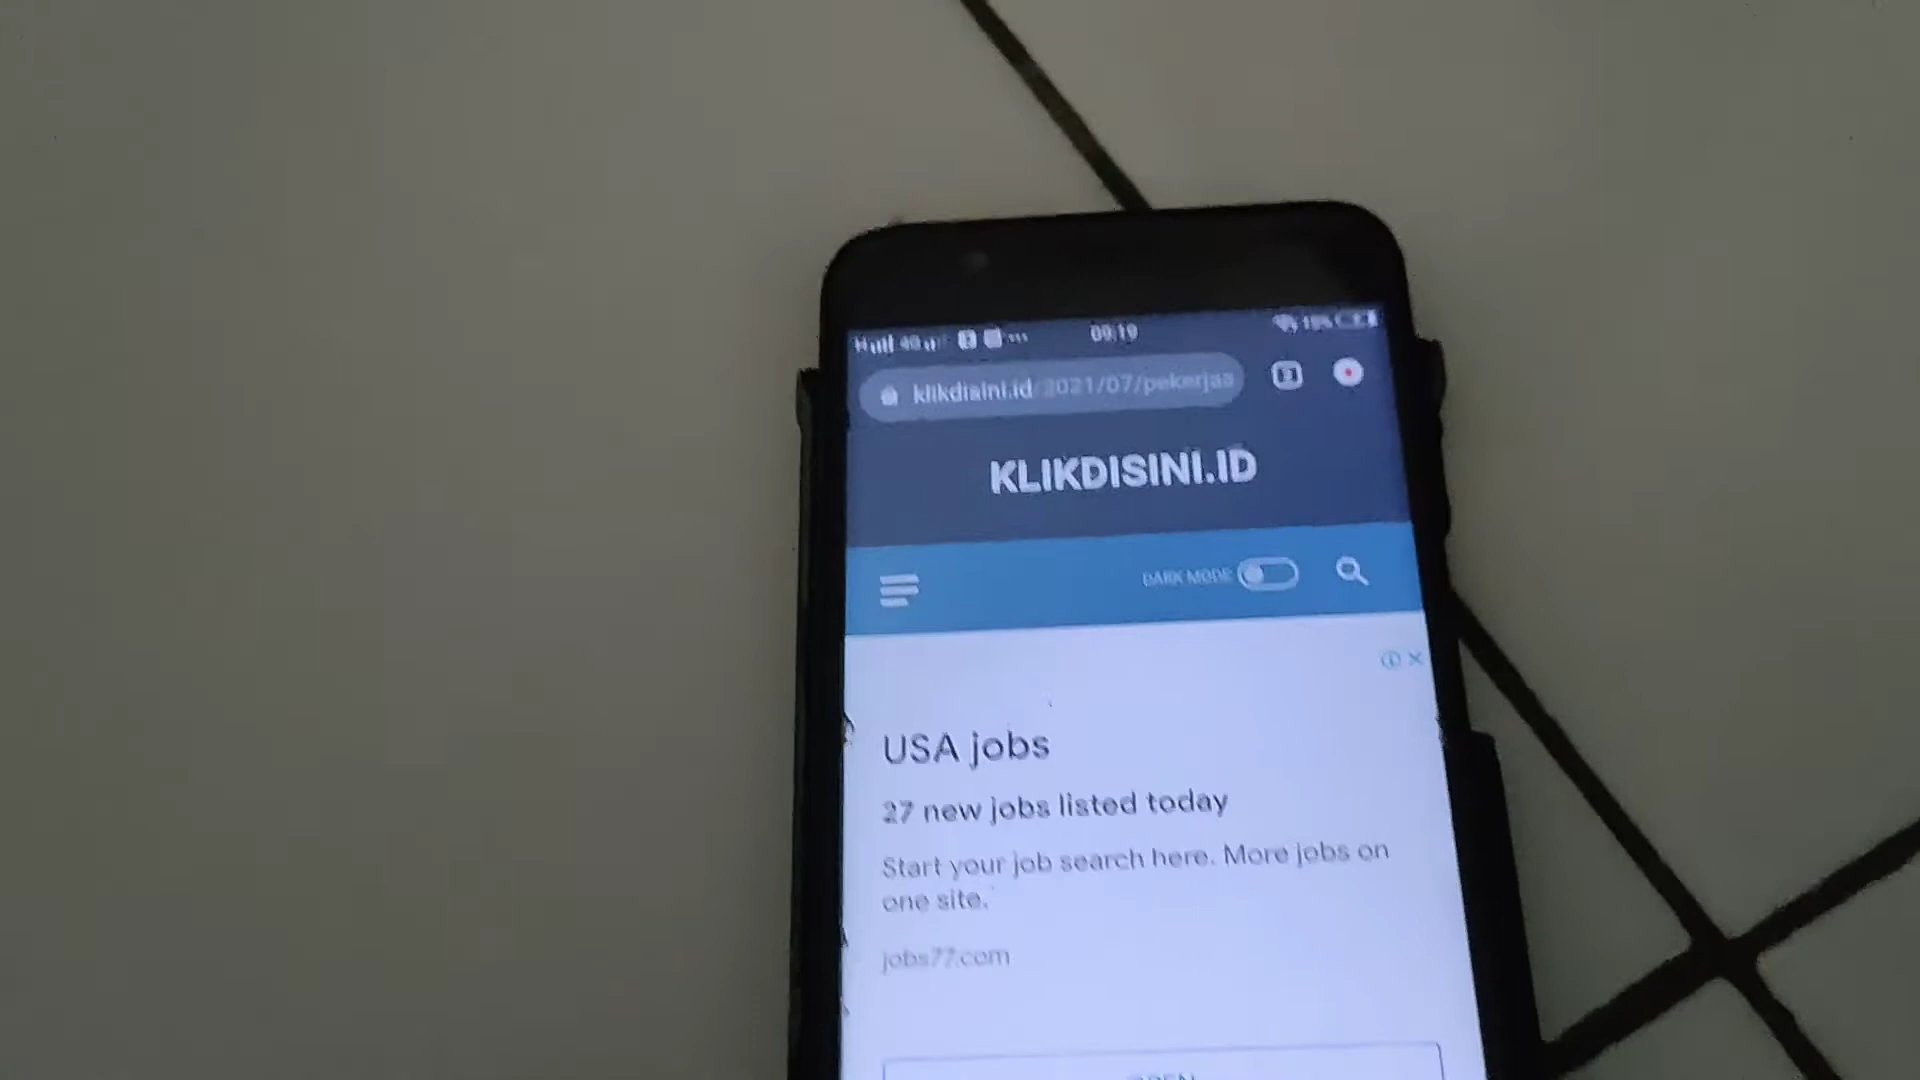 09:19
klikdisini.id/2021/07/pekerjaa
KLIKDISINI.ID
DARK MODE
USA jobs
27 new jobs listed today
Start your job search here. More jobs on
one site.
jobs77.com
OPEN